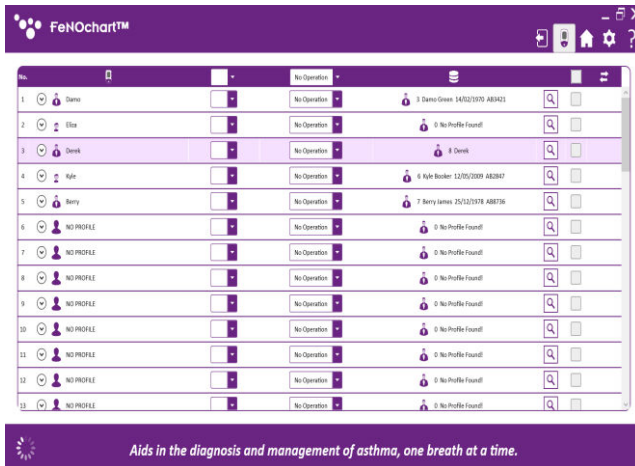 FeNOchart™
?
No. No Operation
1 Damo No Operation 3 Damo Green 14/02/1970 AB3421
2 Eliza No Operation 0 No Profile Found!
3 Derek No Operation 8 Derek
4 Kyle No Operation 6 Kyle Booker 12/05/2009 AB2847
5 Berry No Operation 7 Berry James 25/12/1978 AB8736
6 NO PROFILE No Operation 0 No Profile Found!
7 NO PROFILE No Operation 0 No Profile Found!
8 NO PROFILE No Operation 0 No Profile Found!
9 NO PROFILE No Operation 0 No Profile Found!
10 NO PROFILE No Operation 0 No Profile Found!
11 NO PROFILE No Operation 0 No Profile Found!
12 NO PROFILE No Operation 0 No Profile Found!
13 NO PROFILE No Operation 0 No Profile Found!
Aids in the diagnosis and management of asthma, one breath at a time.